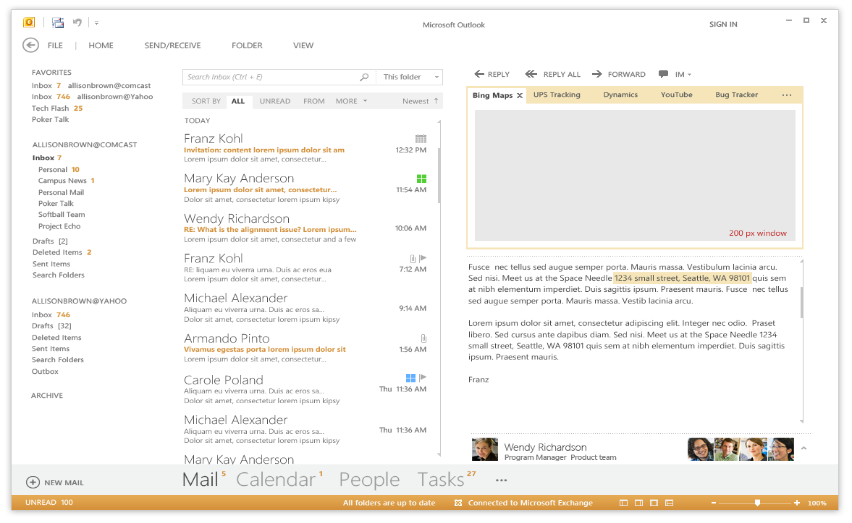 Microsoft Outlook
SIGN IN
FILE
HOME
SEND/RECEIVE
FOLDER
VIEW
FAVORITES
Inbox 7 allisonbrown@comcast
Inbox 746 allisonbrown@Yahoo
Tech Flash 25
Poker Talk
ALLISONBROWN@COMCAST
Inbox 7
Personal 10
Campus News 1
Personal Mail
Poker Talk
Softball Team
Project Echo
Drafts [2]
Deleted Items 2
Sent Items
Search Folders
ALLISONBROWN@YAHOO
Inbox 746
Drafts [32]
Deleted Items
Sent Items
Search Folders
Outbox
ARCHIVE
NEW MAIL
Search Inbox (Ctrl + E)
This folder
SORT BY ALL UNREAD FROM MORE Newest
TODAY
Franz Kohl
Invitation: content lorem ipsum dolor sit am 12:32 PM
Lorem ipsum dolor sit amet, consectetur...
Mary Kay Anderson
Lorem ipsum dolor sit amet, consectetur... 11:54 AM
Dolor sit amet, consectetur lorem ipsum kipsy
Wendy Richardson
RE: What is the alignment issue? Lorem ipsum... 10:06 AM
Lorem ipsum dolor sit amet, consectetur and a few
Franz Kohl
RE: liquam eu viverra urna. Duis ac eros eua 7:12 AM
Lorem ipsum dolor sit amet, consectetur...
Michael Alexander
Aliquam eu viverra urna. Duis ac eros sa... 9:14 AM
Dolor sit amet, consectetur lorem ipsum kipsy
Armando Pinto
Vivamus egestas porta lorem ipsum dolor sit 1:56 AM
Lorem ipsum dolor sit amet, consectetur...
Carole Poland
Aliquam eu viverra urna. Duis ac eros sa... Thu 11:36 AM
Dolor sit amet, consectetur lorem ipsum kipsy
Michael Alexander
Aliquam eu viverra urna. Duis ac eros sa... Thu 11:36 AM
Dolor sit amet, consectetur lorem ipsum kipsy
Mary Kay Anderson
REPLY REPLY ALL FORWARD IM
Bing Maps X UPS Tracking Dynamics YouTube Bug Tracker ...
200 px window
Fusce nec tellus sed augue semper porta. Mauris massa. Vestibulum lacinia arcu.
Sed nisi. Meet us at the Space Needle 1234 small street, Seattle, WA 98101 quis sem
at nibh elementum imperdiet. Duis sagittis ipsum. Praesent mauris. Fusce nec tellus
sed augue semper porta. Mauris massa. Vestib lacinia arcu.
Lorem ipsum dolor sit amet, consectetur adipiscing elit. Integer nec odio. Praset
libero. Sed cursus ante dapibus diam. Sed nisi. Meet us at the Space Needle 1234
small street, Seattle, WA 98101 quis sem at nibh elementum imperdiet. Duis sagittis
ipsum. Praesent mauris.
Franz
Wendy Richardson
Program Manager Product team
Mail 5 Calendar 1 People Tasks 27 ...
UNREAD 100
All folders are up to date
Connected to Microsoft Exchange
100%